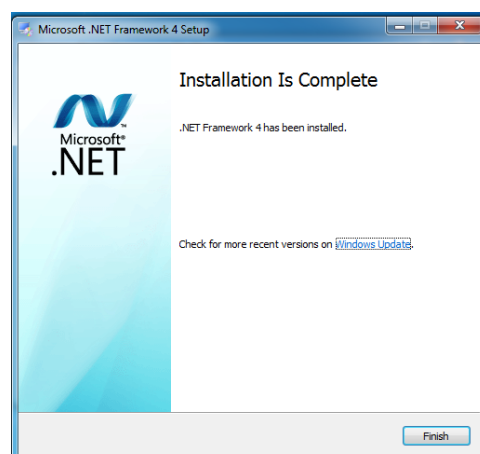 Microsoft .NET Framework 4 Setup
Installation Is Complete
.NET Framework 4 has been installed.
Microsoft®
.NET
Check for more recent versions on Windows Update.
Finish